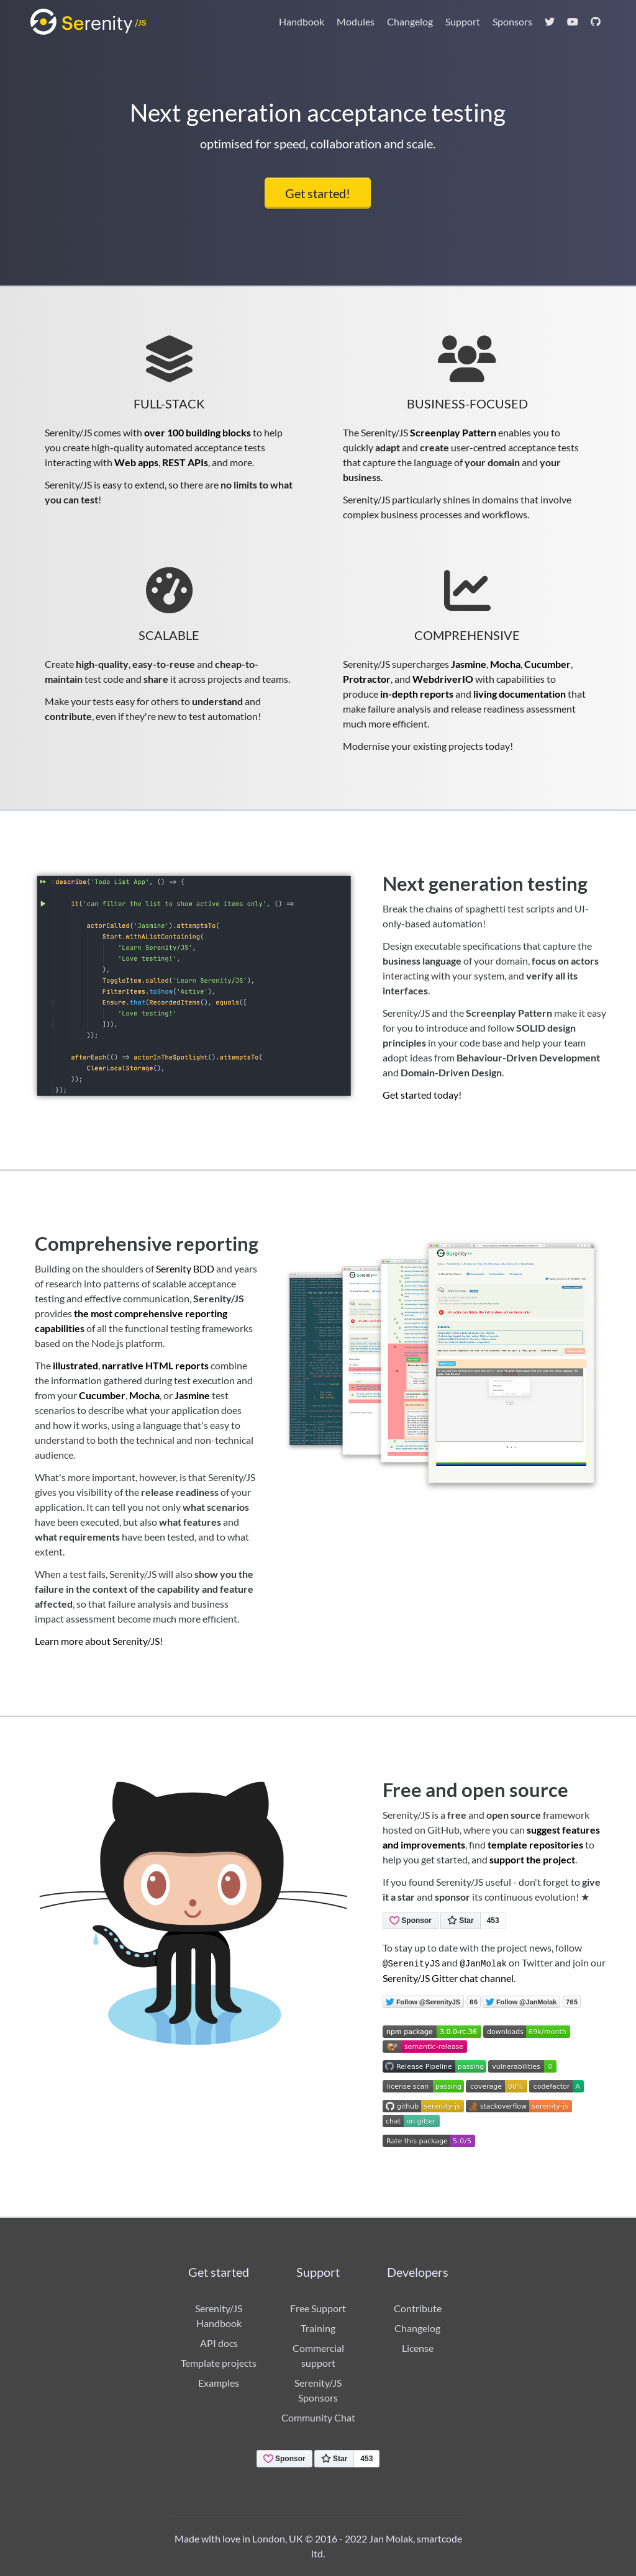 Serenity/JS
Handbook Modules Changelog Support Sponsors
Next generation acceptance testing
optimised for speed, collaboration and scale.
Get started!
FULL-STACK
Serenity/JS comes with over 100 building blocks to help
you create high-quality automated acceptance tests
interacting with Web apps, REST APIs, and more.
Serenity/JS is easy to extend, so there are no limits to what
you can test!
BUSINESS-FOCUSED
The Serenity/JS Screenplay Pattern enables you to
quickly adapt and create user-centred acceptance tests
that capture the language of your domain and your
business.
Serenity/JS particularly shines in domains that involve
complex business processes and workflows.
SCALABLE
Create high-quality, easy-to-reuse and cheap-to-
maintain test code and share it across projects and teams.
Make your tests easy for others to understand and
contribute, even if they're new to test automation!
COMPREHENSIVE
Serenity/JS supercharges Jasmine, Mocha, Cucumber,
Protractor, and WebdriverIO with capabilities to
produce in-depth reports and living documentation that
make failure analysis and release readiness assessment
much more efficient.
Modernise your existing projects today!
describe('Todo List App', () => {
it('can filter the list to show active items only', () =>
actorCalled('Jasmine').attemptsTo(
Start.withAListContaining(
'Learn Serenity/JS',
'Love testing!',
),
ToggleItem.called('Learn Serenity/JS'),
FilterItems.toShow('Active'),
Ensure.that(RecordedItems(), equals([
'Love testing!'
])),
));
afterEach(() => actorInTheSpotlight().attemptsTo(
ClearLocalStorage(),
));
});
Next generation testing
Break the chains of spaghetti test scripts and UI-
only-based automation!
Design executable specifications that capture the
business language of your domain, focus on actors
interacting with your system, and verify all its
interfaces.
Serenity/JS and the Screenplay Pattern make it easy
for you to introduce and follow SOLID design
principles in your code base and help your team
adopt ideas from Behaviour-Driven Development
and Domain-Driven Design.
Get started today!
Comprehensive reporting
Building on the shoulders of Serenity BDD and years
of research into patterns of scalable acceptance
testing and effective communication, Serenity/JS
provides the most comprehensive reporting
capabilities of all the functional testing frameworks
based on the Node.js platform.
The illustrated, narrative HTML reports combine
the information gathered during test execution and
from your Cucumber, Mocha, or Jasmine test
scenarios to describe what your application does
and how it works, using a language that's easy to
understand to both the technical and non-technical
audience.
What's more important, however, is that Serenity/JS
gives you visibility of the release readiness of your
application. It can tell you not only what scenarios
have been executed, but also what features and
what requirements have been tested, and to what
extent.
When a test fails, Serenity/JS will also show you the
failure in the context of the capability and feature
affected, so that failure analysis and business
impact assessment become much more efficient.
Learn more about Serenity/JS!
Serenity
Free and open source
Serenity/JS is a free and open source framework
hosted on GitHub, where you can suggest features
and improvements, find template repositories to
help you get started, and support the project.
If you found Serenity/JS useful - don't forget to give
it a star and sponsor its continuous evolution! ★
Sponsor Star 453
To stay up to date with the project news, follow
@SerenityJS and @JanMolak on Twitter and join our
Serenity/JS Gitter chat channel.
Follow @SerenityJS 86 Follow @JanMolak 765
npm package 3.0.0-rc.36 downloads 69k/month
semantic-release
Release Pipeline passing vulnerabilities 0
license scan passing coverage 80% codefactor A
github serenity-js stackoverflow serenity-js
chat on gitter
Rate this package 5.0/5
Get started
Serenity/JS
Handbook
API docs
Template projects
Examples
Support
Free Support
Training
Commercial
support
Serenity/JS
Sponsors
Community Chat
Developers
Contribute
Changelog
License
Sponsor Star 453
Made with love in London, UK © 2016 - 2022 Jan Molak, smartcode
ltd.